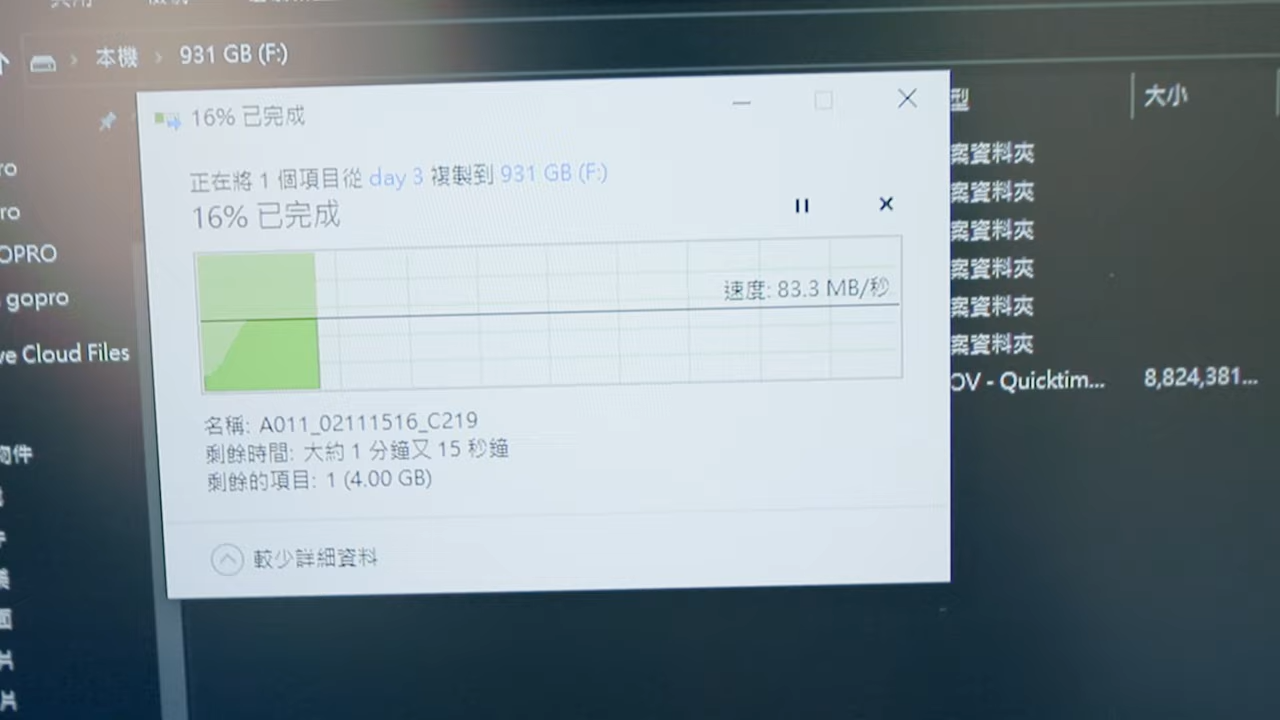 本機 › 931 GB (F:)
16% 已完成
大小
正在將 1 個項目從 day 3 複製到 931 GB (F:)
16% 已完成
速度: 83.3 MB/秒
名稱: A011_02111516_C219
剩餘時間: 大約 1 分鐘又 15 秒鐘
剩餘的項目: 1 (4.00 GB)
較少詳細資料
型
案資料夾
案資料夾
案資料夾
案資料夾
案資料夾
案資料夾
OV - Quicktim... 8,824,381...
ro
ro
OPRO
gopro
ve Cloud Files
物件